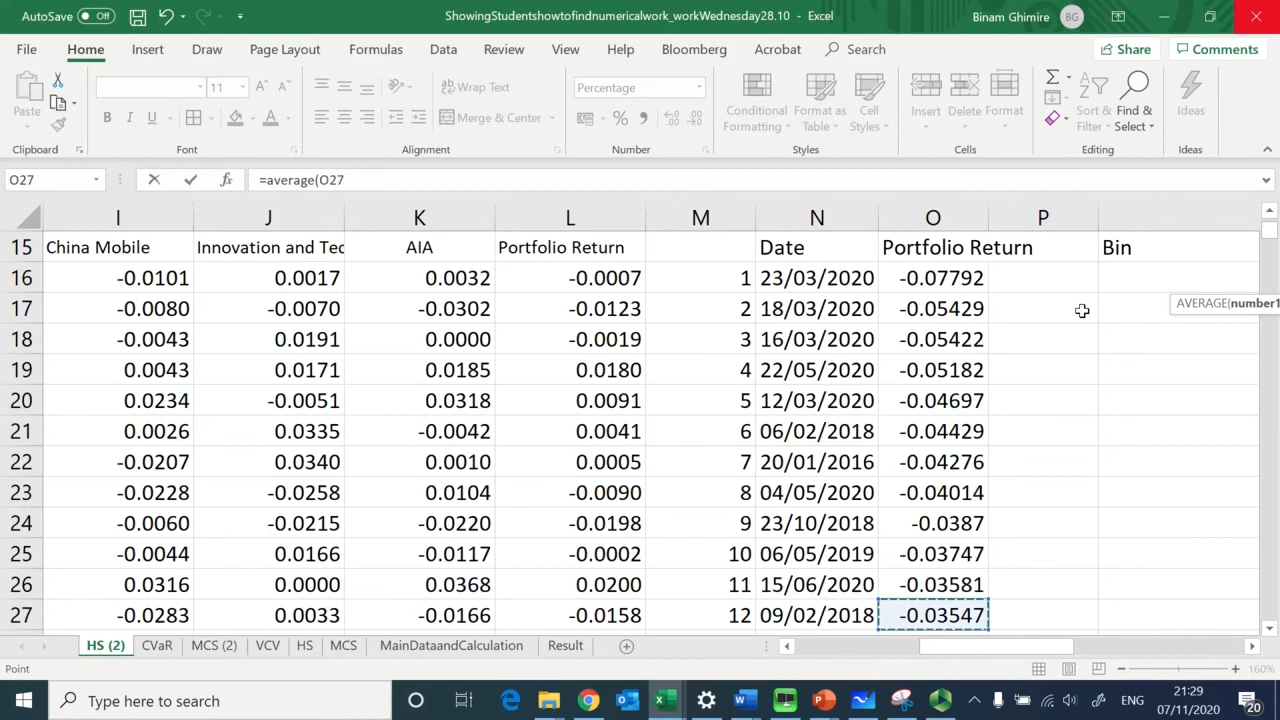 AutoSave Off ShowingStudentshowtofindnumericalwork_workWednesday28.10 - Excel Binam Ghimire BG
File Home Insert Draw Page Layout Formulas Data Review View Help Bloomberg Acrobat Search Share Comments
Paste 11 A A ab Wrap Text Percentage Conditional Formatting Format as Table Cell Styles Insert Delete Format Sort & Filter Find & Select Ideas
B I U A Merge & Center % 9
Clipboard Font Alignment Number Styles Cells Editing Ideas
O27 fx =average(O27
I J K L M N O P
15 China Mobile Innovation and Tec AIA Portfolio Return Date Portfolio Return Bin
16 -0.0101 0.0017 0.0032 -0.0007 1 23/03/2020 -0.07792
17 -0.0080 -0.0070 -0.0302 -0.0123 2 18/03/2020 -0.05429 AVERAGE(number1
18 -0.0043 0.0191 0.0000 -0.0019 3 16/03/2020 -0.05422
19 0.0043 0.0171 0.0185 0.0180 4 22/05/2020 -0.05182
20 0.0234 -0.0051 0.0318 0.0091 5 12/03/2020 -0.04697
21 0.0026 0.0335 -0.0042 0.0041 6 06/02/2018 -0.04429
22 -0.0207 0.0340 0.0010 0.0005 7 20/01/2016 -0.04276
23 -0.0228 -0.0258 0.0104 -0.0090 8 04/05/2020 -0.04014
24 -0.0060 -0.0215 -0.0220 -0.0198 9 23/10/2018 -0.0387
25 -0.0044 0.0166 -0.0117 -0.0002 10 06/05/2019 -0.03747
26 0.0316 0.0000 0.0368 0.0200 11 15/06/2020 -0.03581
27 -0.0283 0.0033 -0.0166 -0.0158 12 09/02/2018 -0.03547
HS (2) CVaR MCS (2) VCV HS MCS MainDataandCalculation Result
Point 160%
Type here to search ENG 21:29 07/11/2020 20